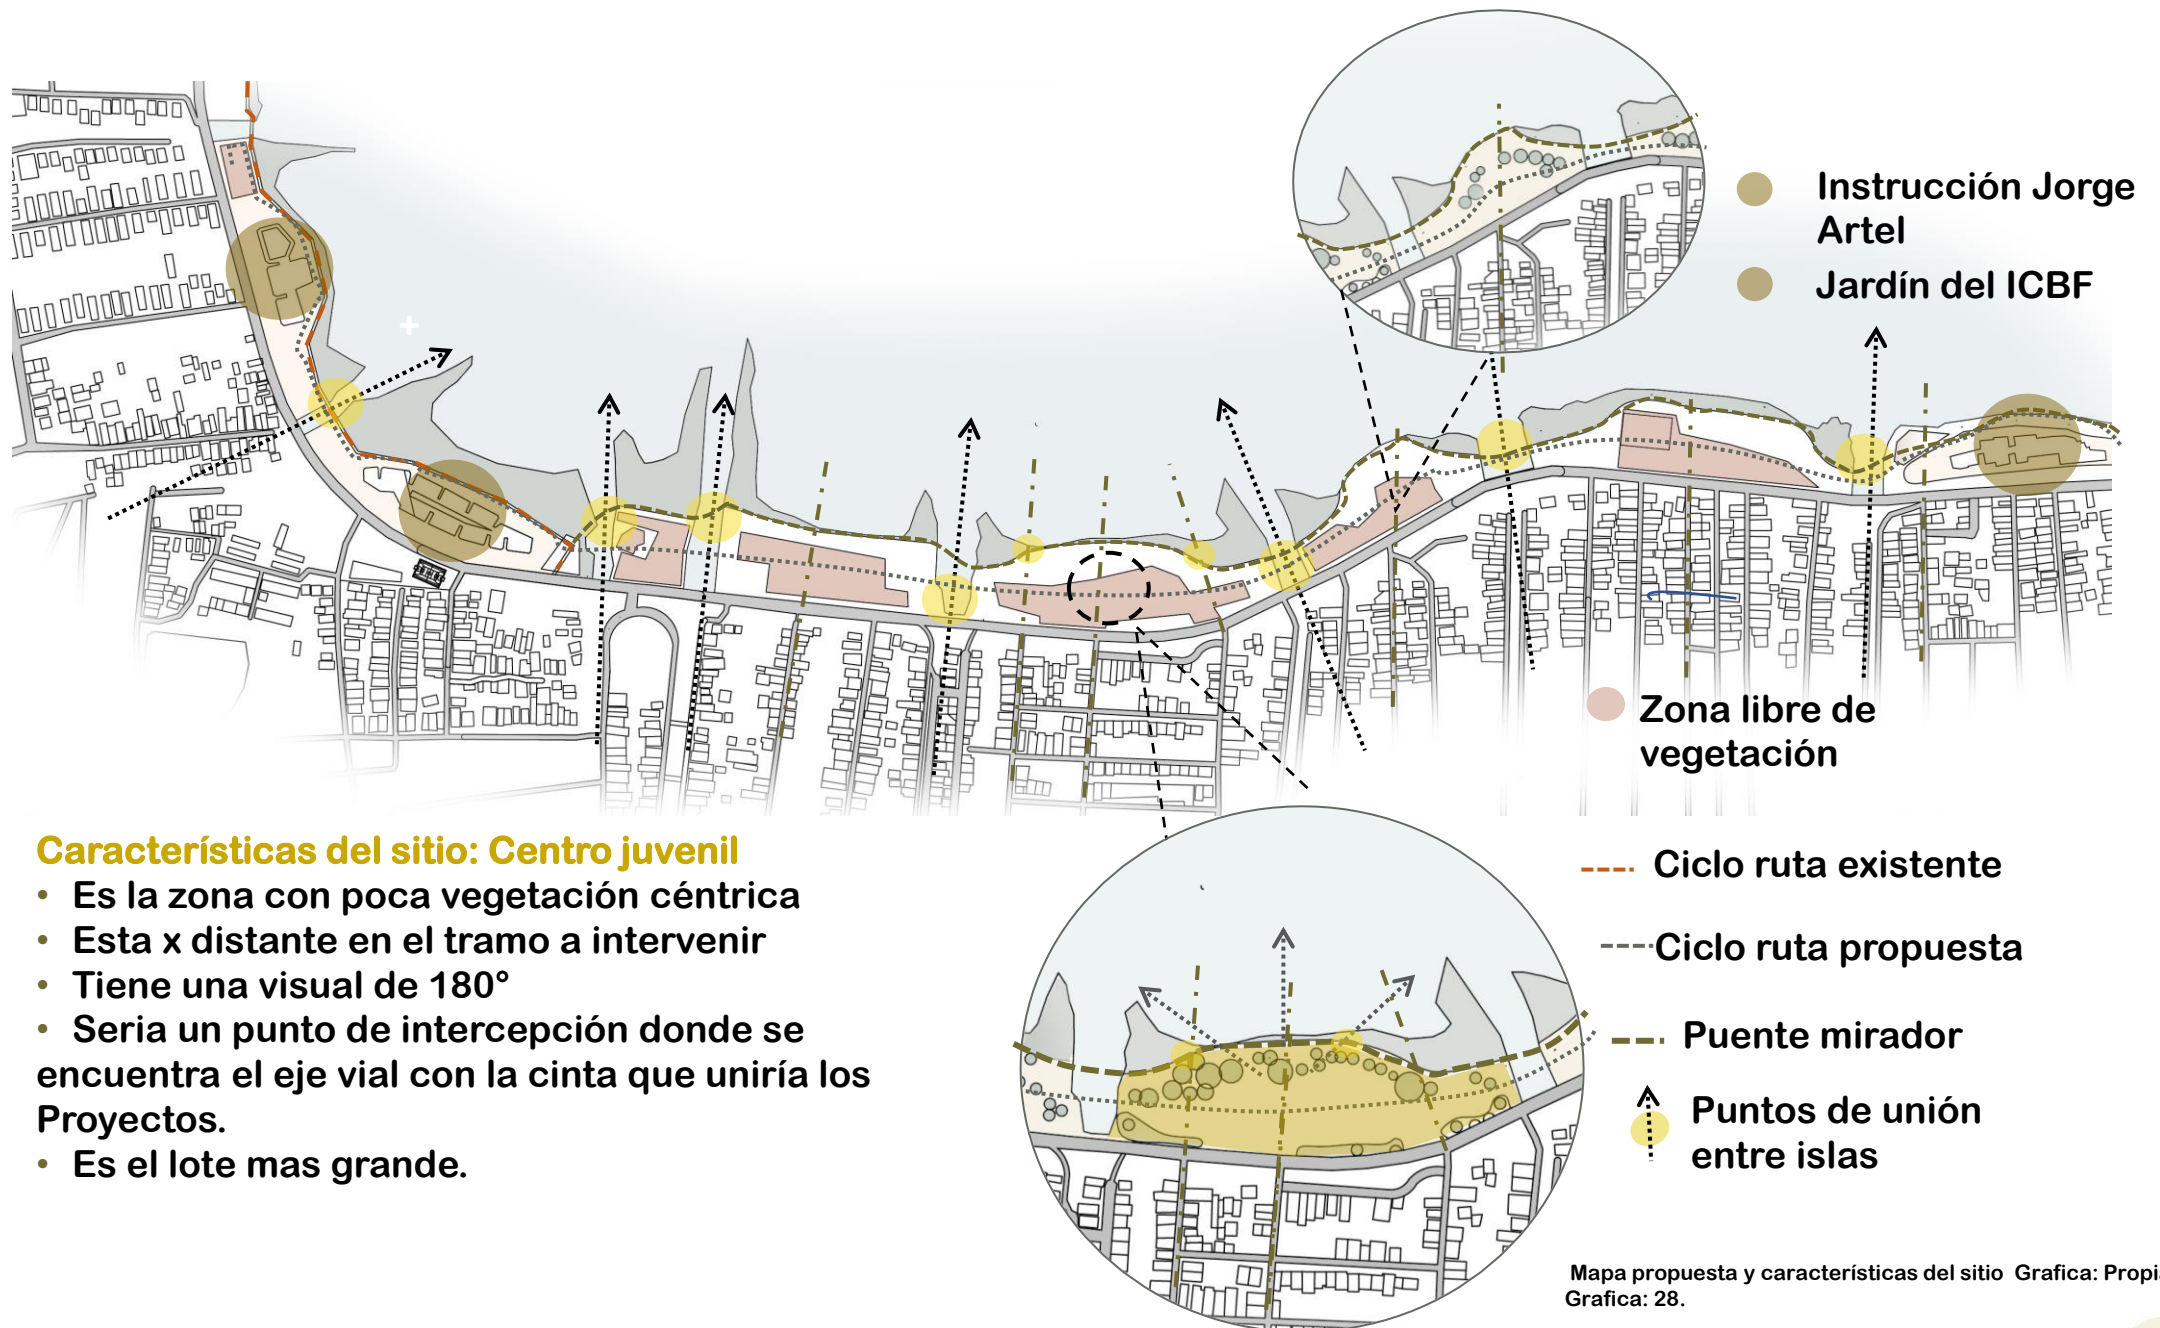 Instrucción Jorge
Artel
Jardín del ICBF
Zona libre de
vegetación
Características del sitio: Centro juvenil
• Es la zona con poca vegetación céntrica
• Esta x distante en el tramo a intervenir
• Tiene una visual de 180°
• Seria un punto de intercepción donde se
encuentra el eje vial con la cinta que uniría los
Proyectos.
• Es el lote mas grande.
Ciclo ruta existente
Ciclo ruta propuesta
Puente mirador
Puntos de unión
entre islas
Mapa propuesta y características del sitio Grafica: Propia
Grafica: 28.